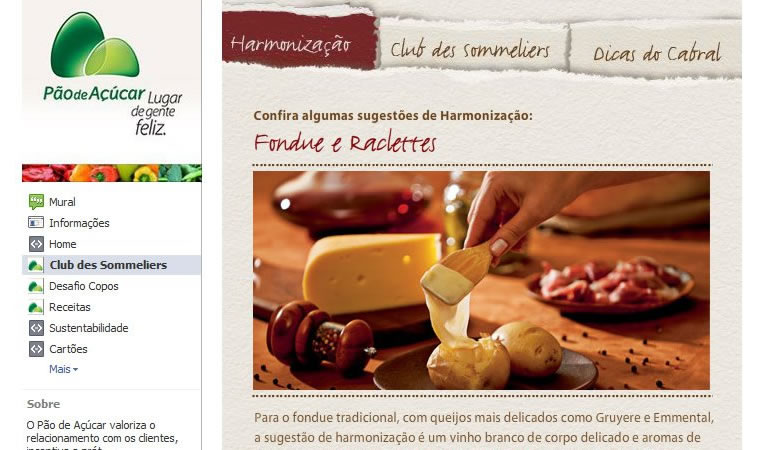 Pão de Açúcar
Lugar
de gente
feliz.
Mural
Informações
Home
Club des Sommeliers
Desafio Copos
Receitas
Sustentabilidade
Cartões
Mais
Sobre
O Pão de Açúcar valoriza o
relacionamento com os clientes,
Harmonização
Club des Sommeliers
Dicas do Cabral
Confira algumas sugestões de Harmonização:
Fondue e Raclettes
Para o fondue tradicional, com queijos mais delicados como Gruyere e Emmental,
a sugestão de harmonização é um vinho branco de corpo delicado e aromas de